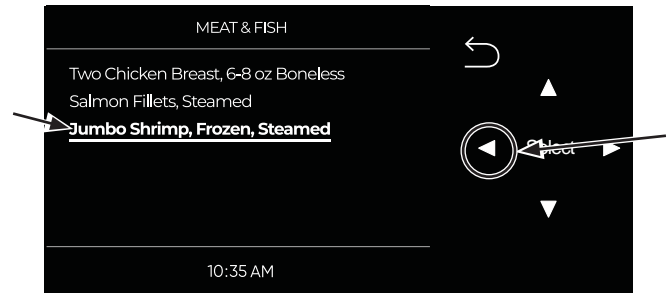 MEAT & FISH
Two Chicken Breast, 6-8 oz Boneless
Salmon Fillets, Steamed
Jumbo Shrimp, Frozen, Steamed
Select
10:35 AM